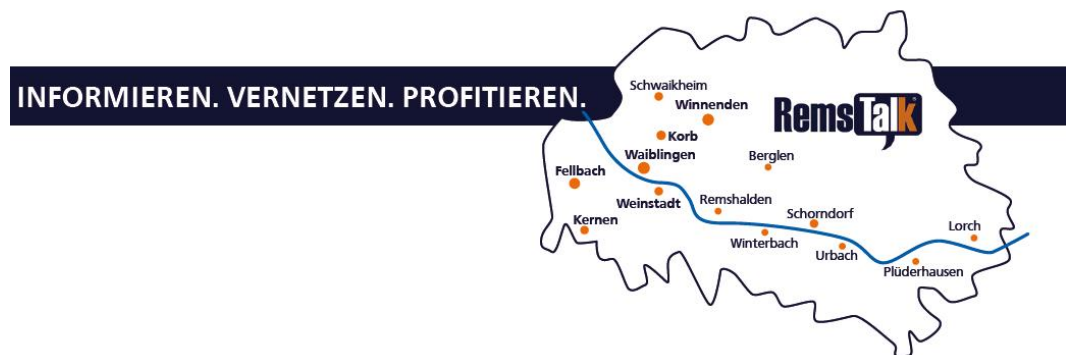 INFORMIEREN. VERNETZEN. PROFITIEREN.
Schwaikheim
Winnenden
RemsTalk®
Korb
Waiblingen
Berglen
Fellbach
Weinstadt
Remshalden
Kernen
Schorndorf
Winterbach
Urbach
Lorch
Plüderhausen